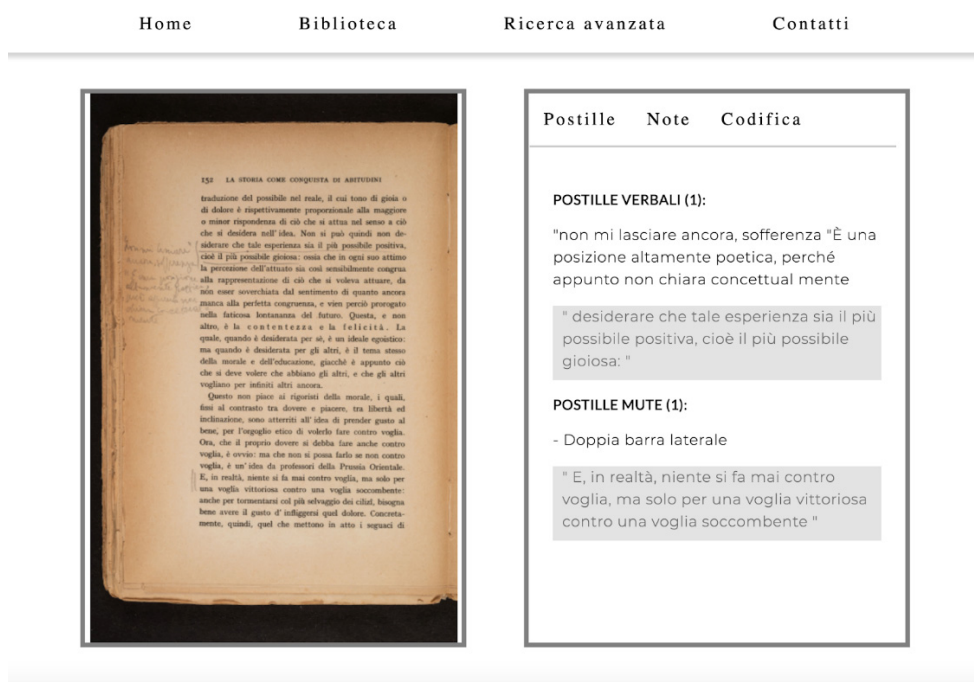 Home Biblioteca Ricerca avanzata Contatti
152 LA STORIA COME CONQUISTA DI ABITUDINI
traduzione del possibile nel reale, il cui tono di gioia o
di dolore è rispettivamente proporzionale alla maggiore
o minor rispondenza di ciò che si attua nel senso a ciò
che si desidera nell' idea. Non si può quindi non de-
siderare che tale esperienza sia il più possibile positiva,
cioè il più possibile gioiosa: ossia che in ogni suo attimo
la percezione dell'attuato sia così sensibilmente congrua
alla rappresentazione di ciò che si voleva attuare, da
non esser soverchiata dal sentimento di quanto ancora
manca alla perfetta congruenza, e vien perciò prorogato
nella faticosa lontananza del futuro. Questa, e non
altro, è la contentezza e la felicità. La
quale, quando è desiderata per sé, è un ideale egoistico:
ma quando è desiderata per gli altri, è il tema stesso
della morale e dell'educazione, giacchè è appunto ciò
che si deve volere che abbiano gli altri, e che gli altri
vogliano per infiniti altri ancora.
Questo non piace ai rigoristi della morale, i quali,
fissi al contrasto tra dovere e piacere, tra libertà ed
inclinazione, sono atterriti all' idea di prender gusto al
bene, per l'orgoglio etico di volerlo fare contro voglia.
Ora, che il proprio dovere si debba fare anche contro
voglia, è ovvio: ma che non si possa farlo se non contro
voglia, è un' idea da professori della Prussia Orientale.
E, in realtà, niente si fa mai contro voglia, ma solo per
una voglia vittoriosa contro una voglia soccombente:
anche per tormentarsi col più selvaggio dei cilizi, bisogna
bene avere il gusto d' infliggersi quel dolore. Concreta-
mente, quindi, quel che mettono in atto i seguaci di
Postille Note Codifica
POSTILLE VERBALI (1):
"non mi lasciare ancora, sofferenza "È una
posizione altamente poetica, perché
appunto non chiara concettual mente
" desiderare che tale esperienza sia il più
possibile positiva, cioè il più possibile
gioiosa: "
POSTILLE MUTE (1):
- Doppia barra laterale
" E, in realtà, niente si fa mai contro
voglia, ma solo per una voglia vittoriosa
contro una voglia soccombente "